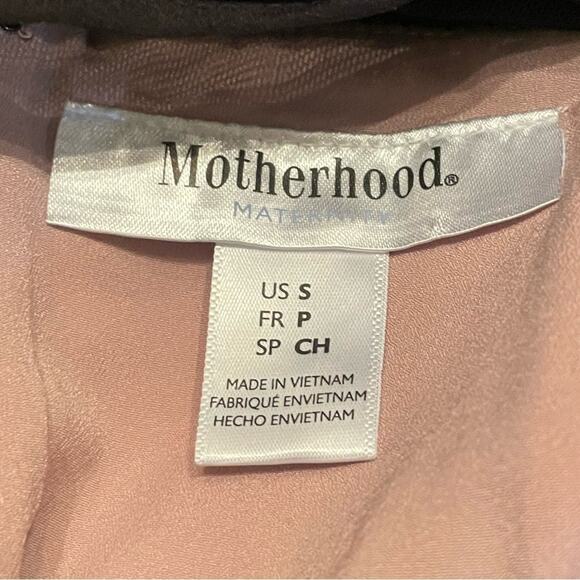 Motherhood®
MATERNITY
US S
FR P
SP CH
MADE IN VIETNAM
FABRIQUÉ ENVIETNAM
HECHO ENVIETNAM